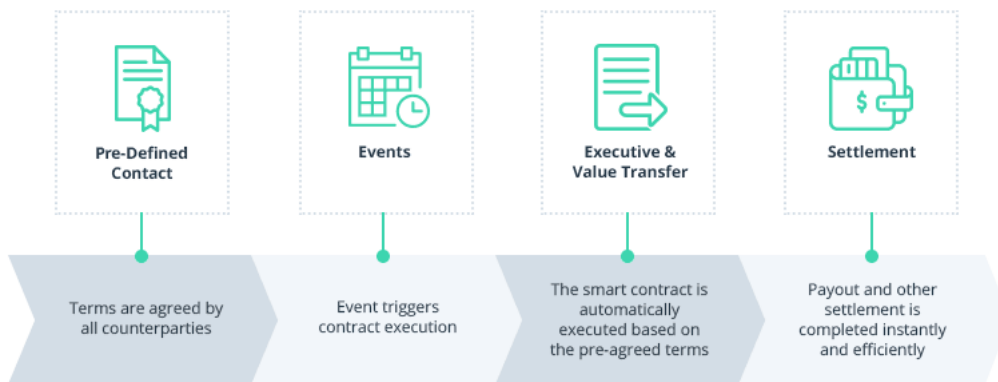 Pre-Defined
Contact
Events
Executive &
Value Transfer
$
Settlement
Terms are agreed by
all counterparties
Event triggers
contract execution
The smart contract is
automatically
executed based on
the pre-agreed terms
Payout and other
settlement is
completed instantly
and efficiently